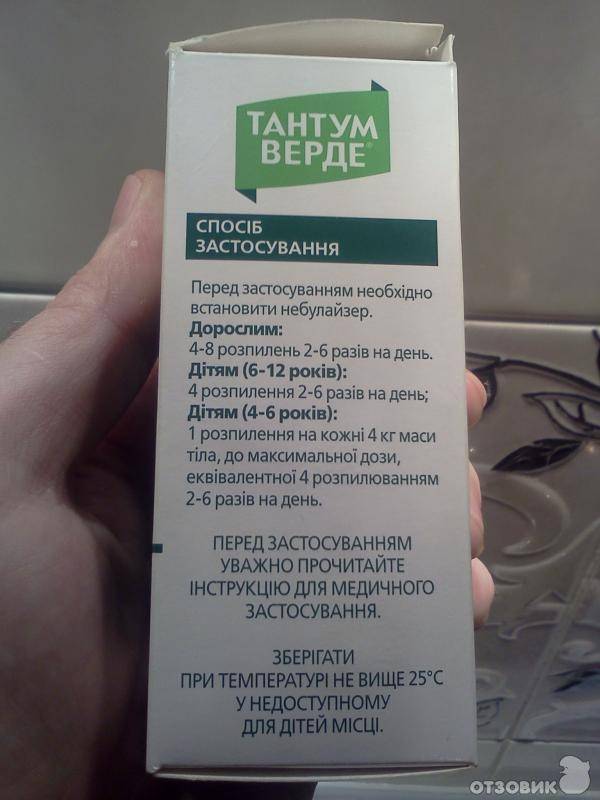 ТАНТУМ
ВЕРДЕ®
СПОСІБ
ЗАСТОСУВАННЯ
Перед застосуванням необхідно
встановити небулайзер.
Дорослим:
4-8 розпилень 2-6 разів на день.
Дітям (6-12 років):
4 розпилення 2-6 разів на день;
Дітям (4-6 років):
1 розпилення на кожні 4 кг маси
тіла, до максимальної дози,
еквівалентної 4 розпилюванням
2-6 разів на день.
ПЕРЕД ЗАСТОСУВАННЯМ
УВАЖНО ПРОЧИТАЙТЕ
ІНСТРУКЦІЮ ДЛЯ МЕДИЧНОГО
ЗАСТОСУВАННЯ.
ЗБЕРІГАТИ
ПРИ ТЕМПЕРАТУРІ НЕ ВИЩЕ 25°С
У НЕДОСТУПНОМУ
ДЛЯ ДІТЕЙ МІСЦІ.
ОТЗОВИК